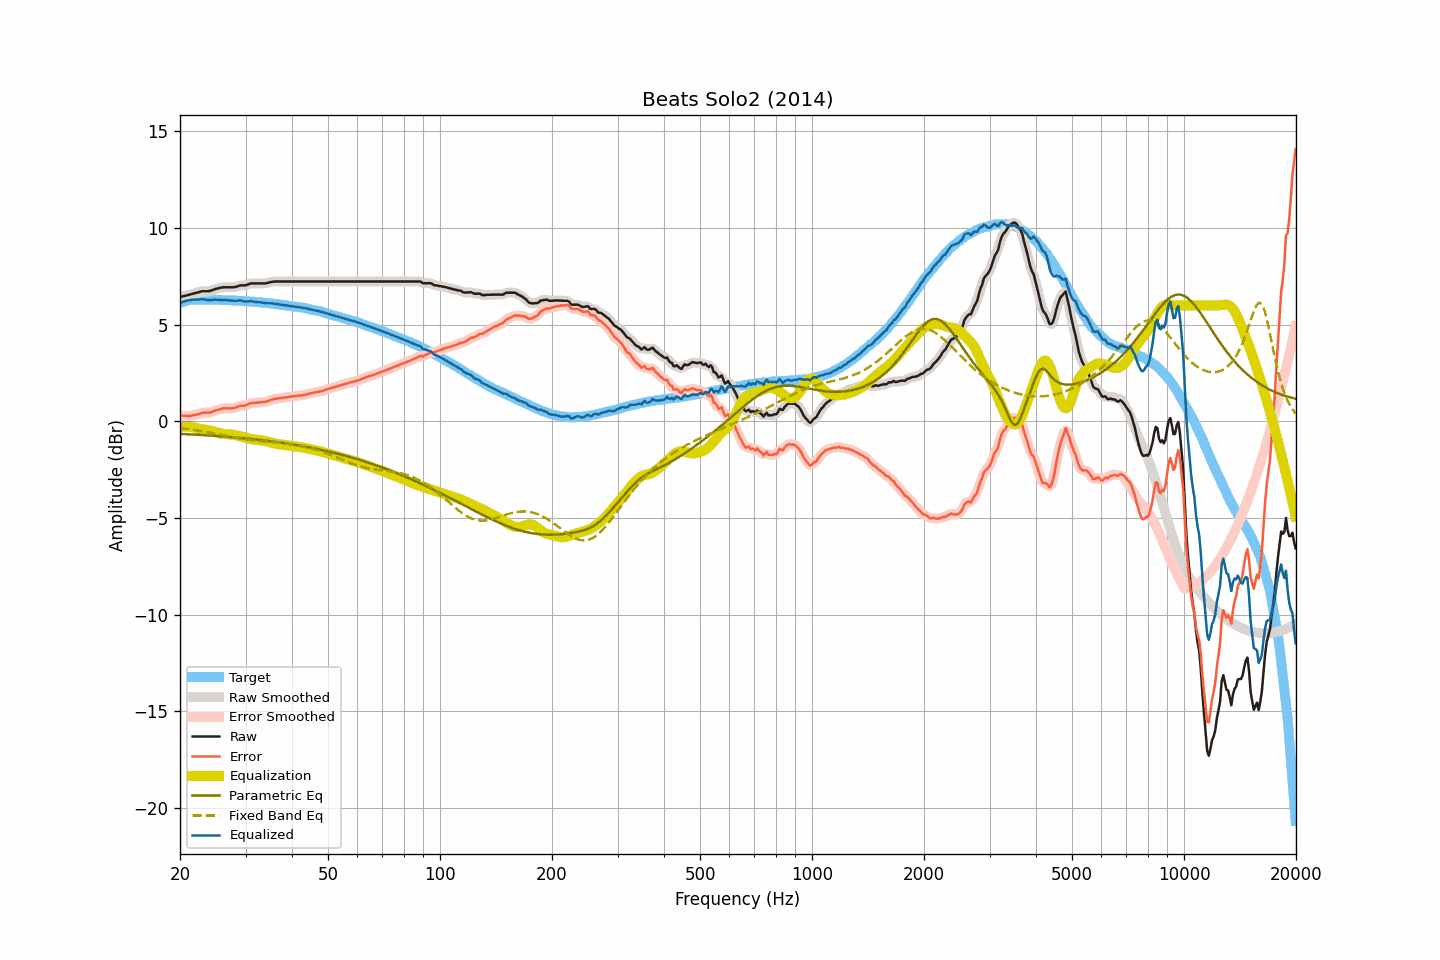 Beats Solo2 (2014)
15
10
5
0
−5
−10
−15
−20
Amplitude (dBr)
Target
Raw Smoothed
Error Smoothed
Raw
Error
Equalization
Parametric Eq
Fixed Band Eq
Equalized
20 50 100 200 500 1000 2000 5000 10000 20000
Frequency (Hz)